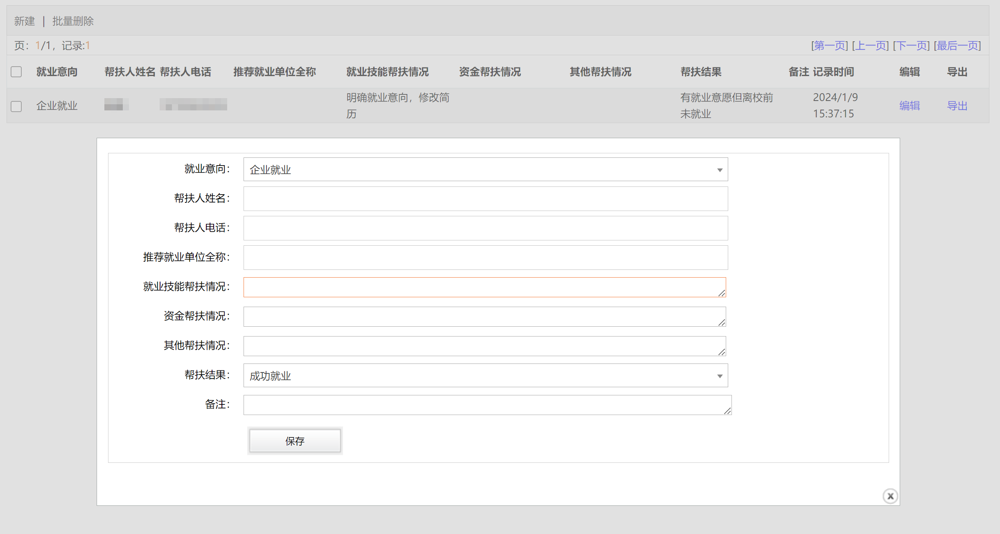 新建 | 批量删除
页：1/1，记录:1 [第一页] [上一页] [下一页] [最后一页]
就业意向 帮扶人姓名 帮扶人电话 推荐就业单位全称 就业技能帮扶情况 资金帮扶情况 其他帮扶情况 帮扶结果 备注 记录时间 编辑 导出
企业就业 明确就业意向，修改简历 有就业意愿但离校前未就业 2024/1/9 15:37:15 编辑 导出
就业意向： 企业就业
帮扶人姓名：
帮扶人电话：
推荐就业单位全称：
就业技能帮扶情况：
资金帮扶情况：
其他帮扶情况：
帮扶结果： 成功就业
备注：
保存